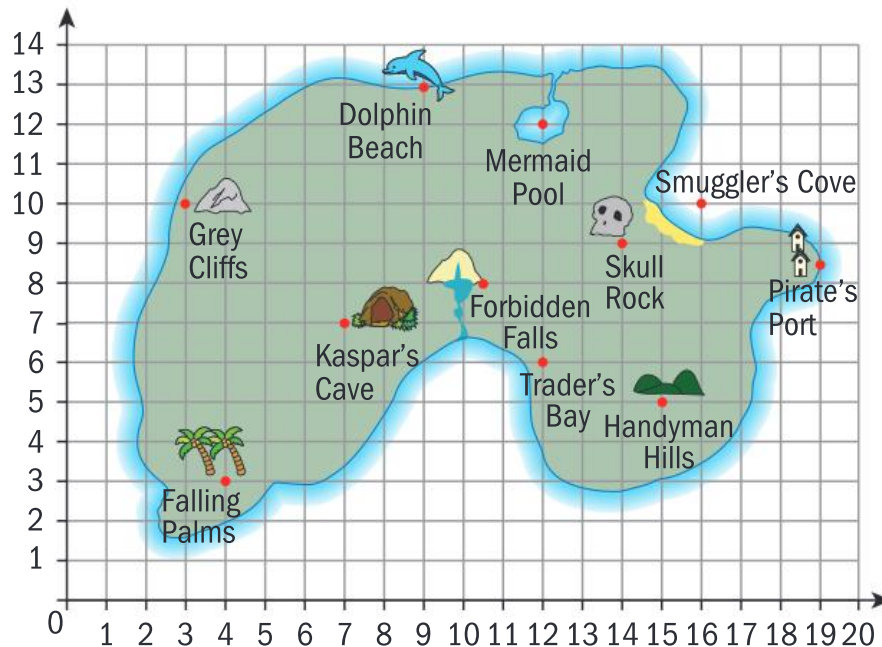 14
13
12
11
10
9
8
7
6
5
4
3
2
1
0
Dolphin
Beach
Mermaid
Pool
Smuggler's Cove
Grey
Cliffs
Skull
Rock
Pirate's
Port
Forbidden
Falls
Kaspar's
Cave
Trader's
Bay
Handyman
Hills
Falling
Palms
1 2 3 4 5 6 7 8 9 10 11 12 13 14 15 16 17 18 19 20